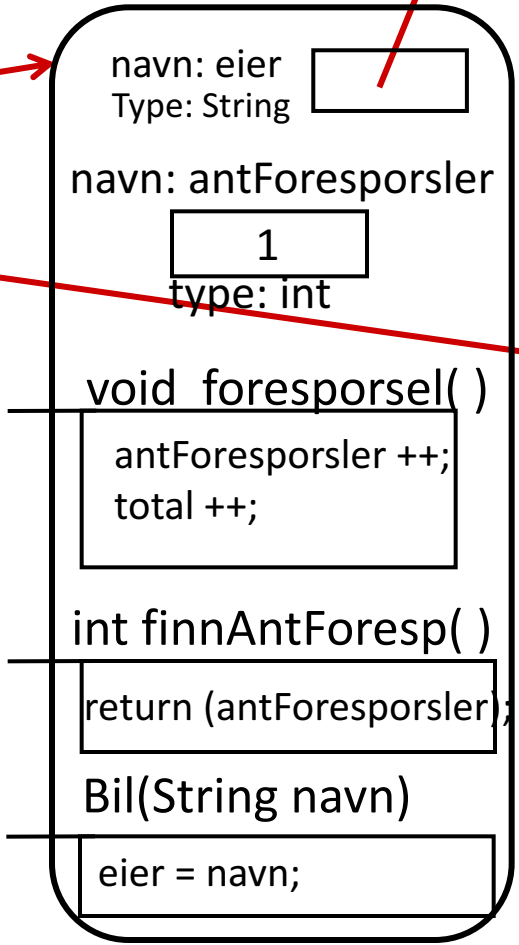 navn: eier
Type: String
navn: antForesporsler
1
type: int
void foresporsel( )
antForesporsler ++;
total ++;
int finnAntForesp( )
return (antForesporsler);
Bil(String navn)
eier = navn;